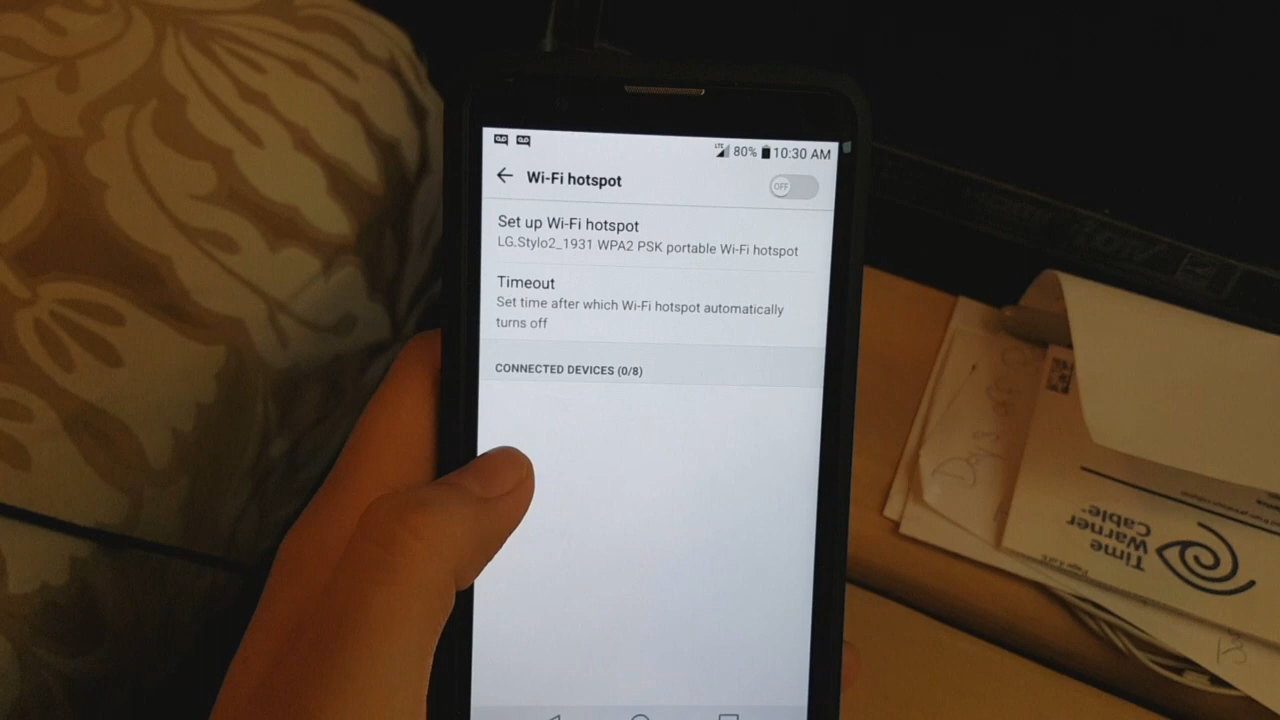 LTE 80% 10:30 AM
Wi-Fi hotspot
OFF
Set up Wi-Fi hotspot
LG.Stylo2_1931 WPA2 PSK portable Wi-Fi hotspot
Timeout
Set time after which Wi-Fi hotspot automatically
turns off
CONNECTED DEVICES (0/8)
Time
Warner
Cable